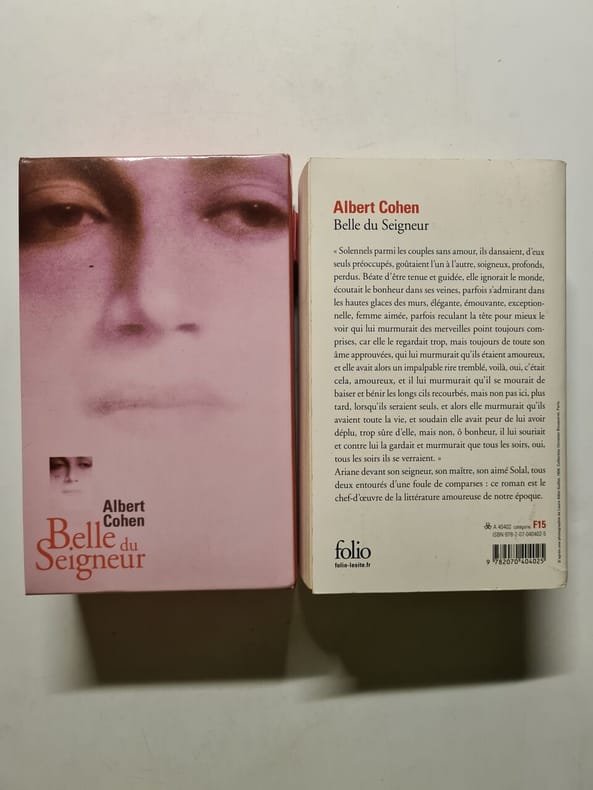 Albert
Cohen
Belle du
Seigneur
Albert Cohen
Belle du Seigneur
« Solennels parmi les couples sans amour, ils dansaient, d'eux
seuls préoccupés, goûtaient l'un à l'autre, soigneux, profonds,
perdus. Béate d'être tenue et guidée, elle ignorait le monde,
écoutait le bonheur dans ses veines, parfois s'admirant dans
les hautes glaces des murs, élégante, émouvante, exception-
nelle, femme aimée, parfois reculant la tête pour mieux le
voir qui lui murmurait des merveilles point toujours com-
prises, car elle le regardait trop, mais toujours de toute son
âme approuvées, qui lui murmurait qu'ils étaient amoureux,
et elle avait alors un impalpable rire tremblé, voilà, oui, c'était
cela, amoureux, et il lui murmurait qu'il se mourait de
baiser et bénir les longs cils recourbés, mais non pas ici, plus
tard, lorsqu'ils seraient seuls, et alors elle murmurait qu'ils
avaient toute la vie, et soudain elle avait peur de lui avoir
déplu, trop sûre d'elle, mais non, ô bonheur, il lui souriait
et contre lui la gardait et murmurait que tous les soirs, oui,
tous les soirs ils se verraient. »
Ariane devant son seigneur, son maître, son aimé Solal, tous
deux entourés d'une foule de comparses : ce roman est le
chef-d'œuvre de la littérature amoureuse de notre époque.
folio
folio-lesite.fr
A 40402 catégorie F15
ISBN 978-2-07-040402-5
9 782070 404025